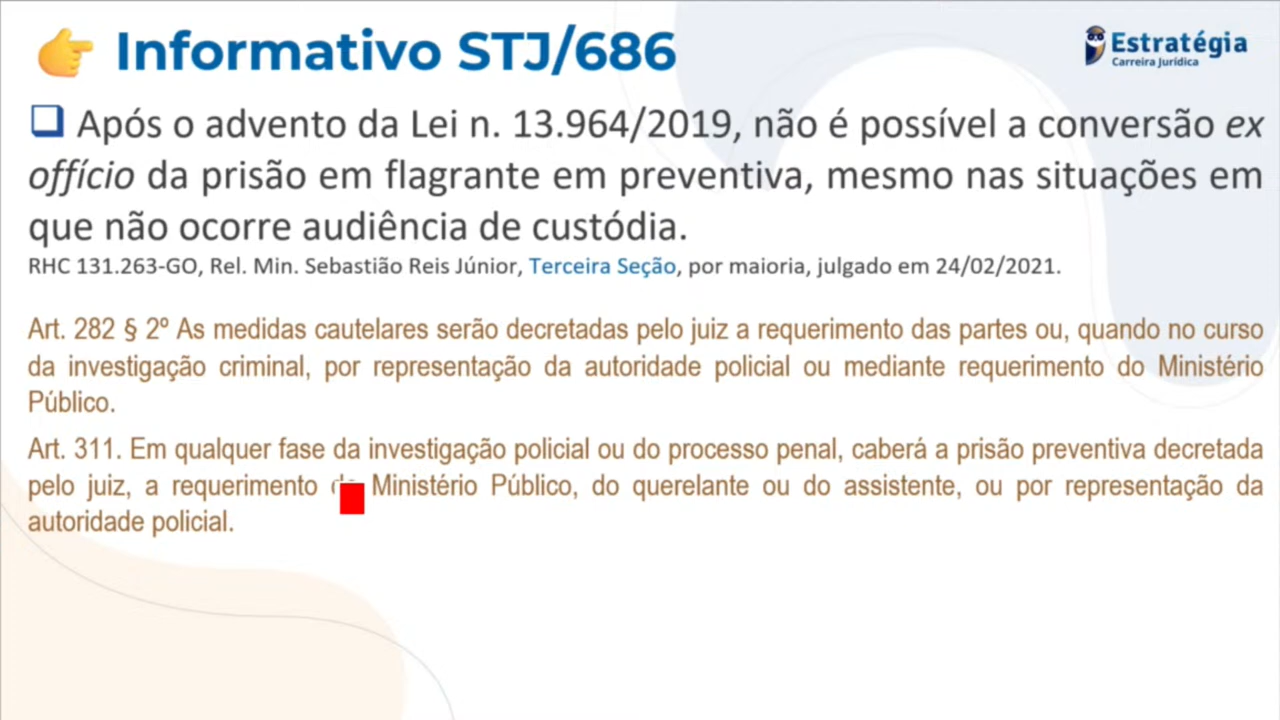 Informativo STJ/686
Estratégia
Carreira Jurídica
Após o advento da Lei n. 13.964/2019, não é possível a conversão ex
offício da prisão em flagrante em preventiva, mesmo nas situações em
que não ocorre audiência de custódia.
RHC 131.263-GO, Rel. Min. Sebastião Reis Júnior, Terceira Seção, por maioria, julgado em 24/02/2021.
Art. 282 § 2º As medidas cautelares serão decretadas pelo juiz a requerimento das partes ou, quando no curso
da investigação criminal, por representação da autoridade policial ou mediante requerimento do Ministério
Público.
Art. 311. Em qualquer fase da investigação policial ou do processo penal, caberá a prisão preventiva decretada
pelo juiz, a requerimento Ministério Público, do querelante ou do assistente, ou por representação da
autoridade policial.